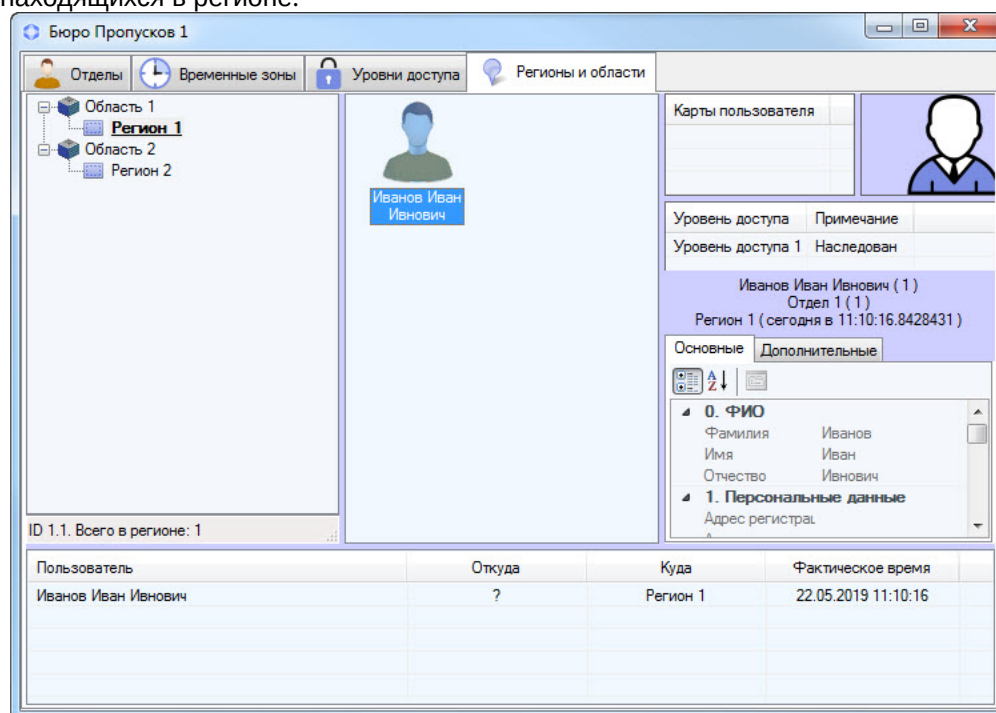 находящихся в регионе.
Бюро Пропусков 1
Отделы
Временные зоны
Уровни доступа
Регионы и области
Область 1
Регион 1
Область 2
Регион 2
ID 1.1. Всего в регионе: 1
Иванов Иван
Ивнович
Карты пользователя
Уровень доступа Примечание
Уровень доступа 1 Наследован
Иванов Иван Ивнович ( 1 )
Отдел 1 ( 1 )
Регион 1 ( сегодня в 11:10:16.8428431 )
Основные Дополнительные
0. ФИО
Фамилия Иванов
Имя Иван
Отчество Ивнович
1. Персональные данные
Адрес регистрац
Пользователь Откуда Куда Фактическое время
Иванов Иван Ивнович ? Регион 1 22.05.2019 11:10:16